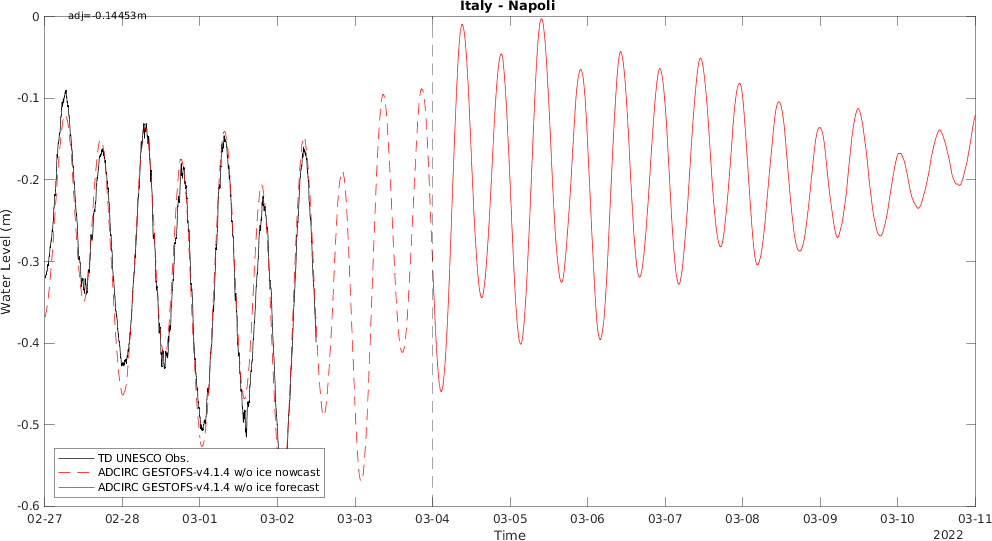 Italy - Napoli
adj=-0.14453m
0
-0.1
-0.2
-0.3
-0.4
-0.5
-0.6
Water Level (m)
TD UNESCO Obs.
ADCIRC GESTOFS-v4.1.4 w/o ice nowcast
ADCIRC GESTOFS-v4.1.4 w/o ice forecast
02-27 02-28 03-01 03-02 03-03 03-04 03-05 03-06 03-07 03-08 03-09 03-10 03-11
Time
2022